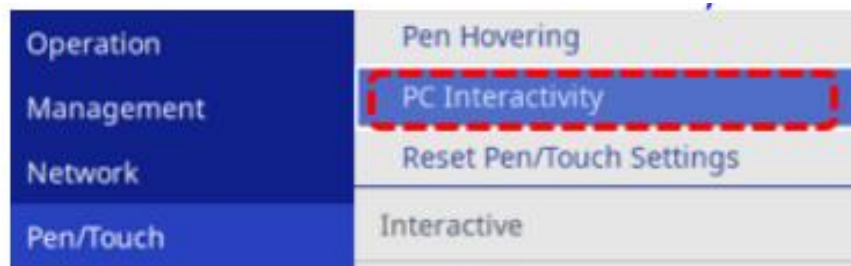 Operation
Management
Network
Pen/Touch
Pen Hovering
PC Interactivity
Reset Pen/Touch Settings
Interactive